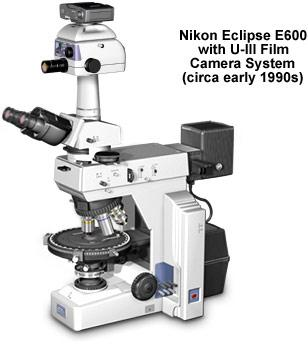 Nikon Eclipse E600
with U-III Film
Camera System
(circa early 1990s)